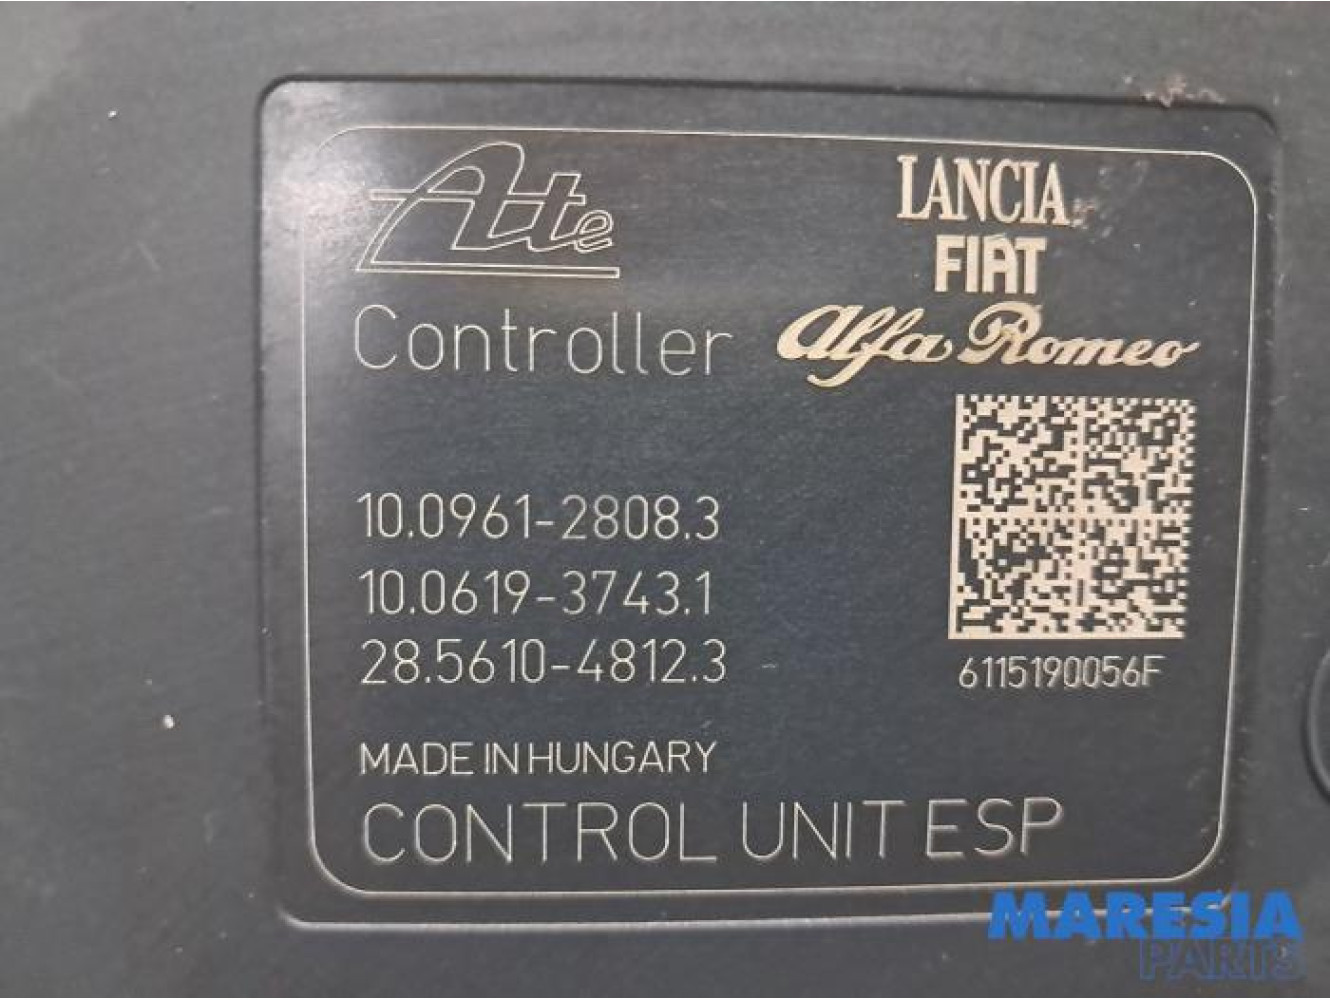 Ate
LANCIA
FIAT
Alfa Romeo
Controller
10.0961-2808.3
10.0619-3743.1
28.5610-4812.3
6115190056F
MADE IN HUNGARY
CONTROL UNIT ESP
MARESIA
PARTS